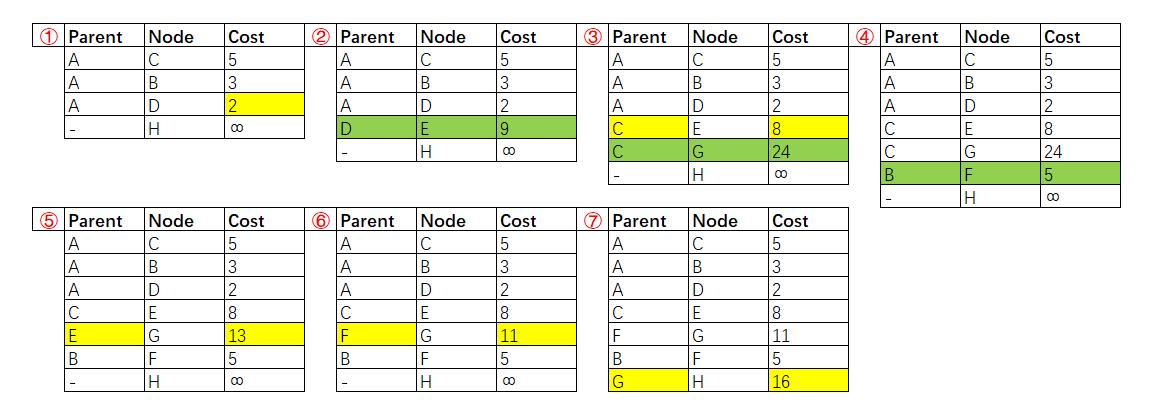 ① Parent Node Cost
A C 5
A B 3
A D 2
- H ∞
② Parent Node Cost
A C 5
A B 3
A D 2
D E 9
- H ∞
③ Parent Node Cost
A C 5
A B 3
A D 2
C E 8
C G 24
- H ∞
④ Parent Node Cost
A C 5
A B 3
A D 2
C E 8
C G 24
B F 5
- H ∞
⑤ Parent Node Cost
A C 5
A B 3
A D 2
C E 8
E G 13
B F 5
- H ∞
⑥ Parent Node Cost
A C 5
A B 3
A D 2
C E 8
F G 11
B F 5
- H ∞
⑦ Parent Node Cost
A C 5
A B 3
A D 2
C E 8
F G 11
B F 5
G H 16